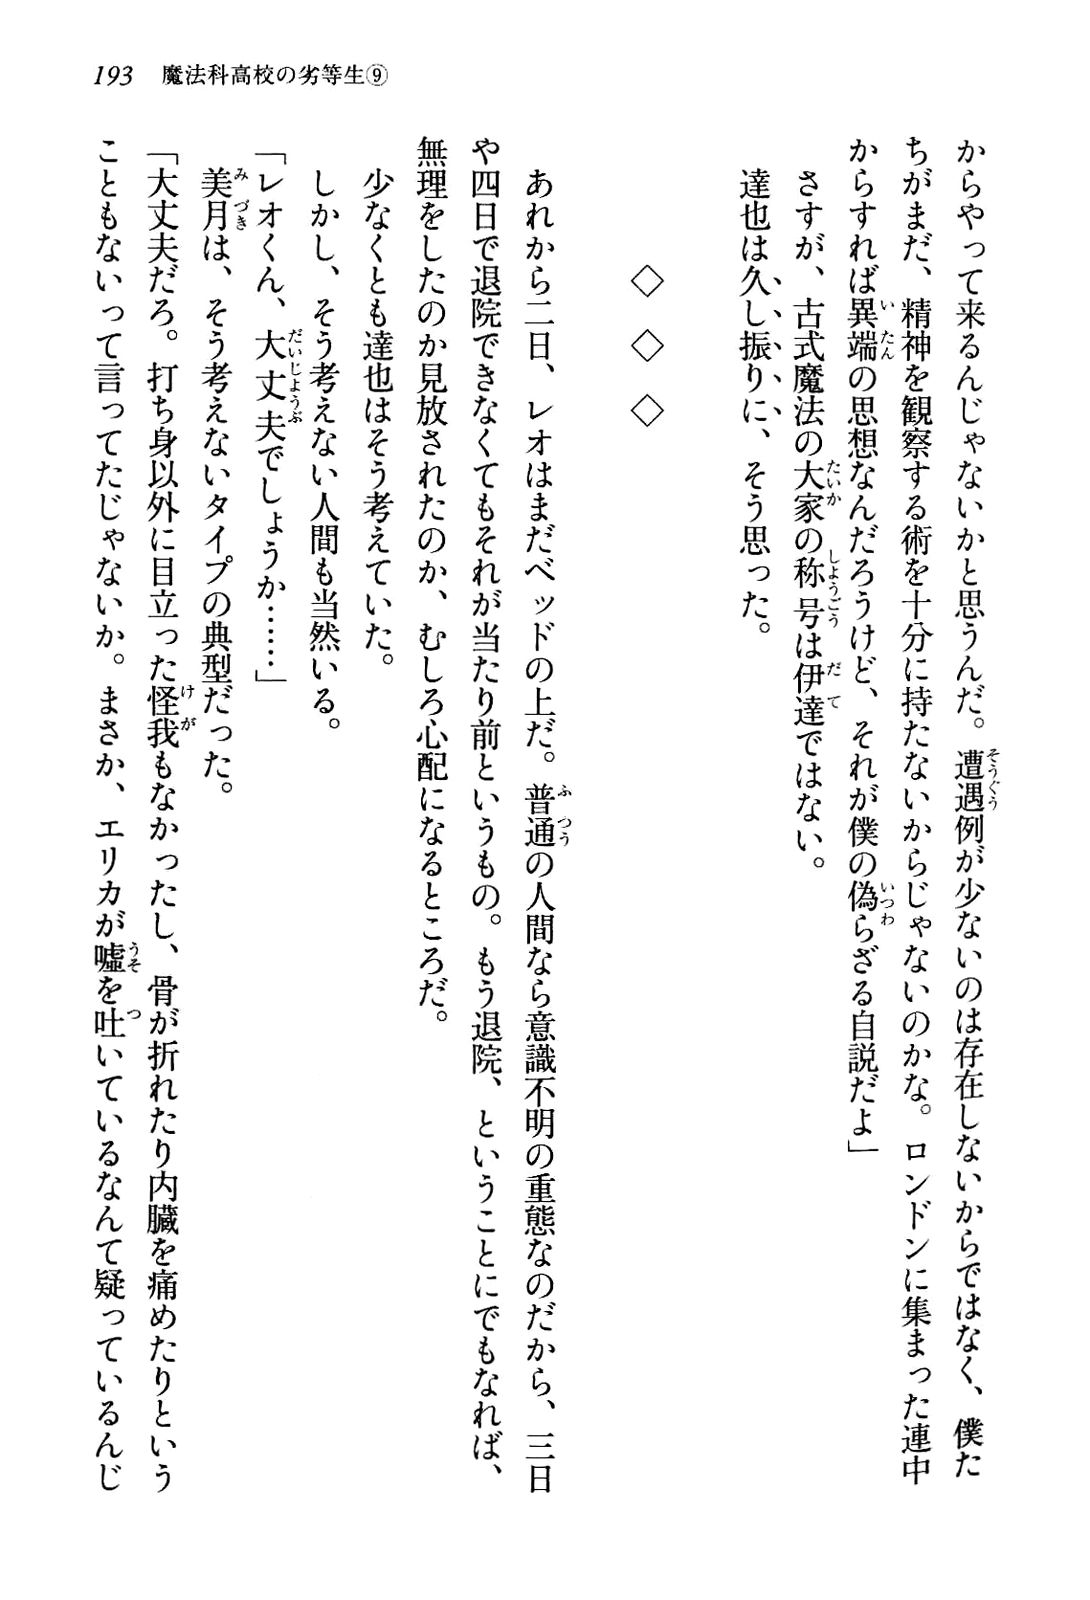 193 魔法科高校の劣等生⑨
からやって来るんじゃないかと思うんだ。遭遇例が少ないのは存在しないからではなく、僕た
ちがまだ、精神を観察する術を十分に持たないからじゃないのかな。ロンドンに集まった連中
からすれば異端の思想なんだろうけど、それが僕の偽らざる自説だよ」
さすが、古式魔法の大家の称号は伊達ではない。
達也は久し振りに、そう思った。
◇ ◇ ◇
あれから二日、レオはまだベッドの上だ。普通の人間なら意識不明の重態なのだから、三日
や四日で退院できなくてもそれが当たり前というもの。もう退院、ということにでもなれば、
無理をしたのか見放されたのか、むしろ心配になるところだ。
少なくとも達也はそう考えていた。
しかし、そう考えない人間も当然いる。
「レオくん、大丈夫でしょうか……」
美月は、そう考えないタイプの典型だった。
「大丈夫だろ。打ち身以外に目立った怪我もなかったし、骨が折れたり内臓を痛めたりという
こともないって言ってたじゃないか。まさか、エリカが嘘を吐いているなんて疑っているんじ